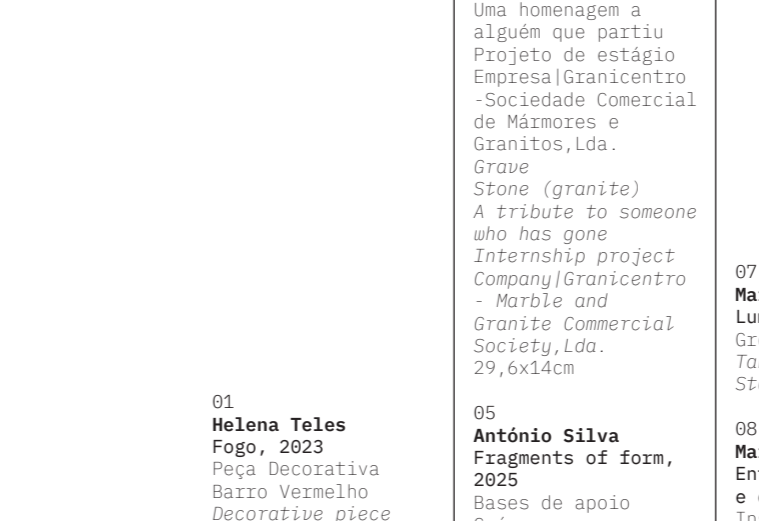 01
Helena Teles
Fogo, 2023
Peça Decorativa
Barro Vermelho
Decorative piece
Uma homenagem a
alguém que partiu
Projeto de estágio
Empresa|Granicentro
-Sociedade Comercial
de Mármores e
Granitos,Lda.
Grave
Stone (granite)
A tribute to someone
who has gone
Internship project
Company|Granicentro
- Marble and
Granite Commercial
Society,Lda.
29,6x14cm
05
António Silva
Fragments of form,
2025
Bases de apoio
07
08
e